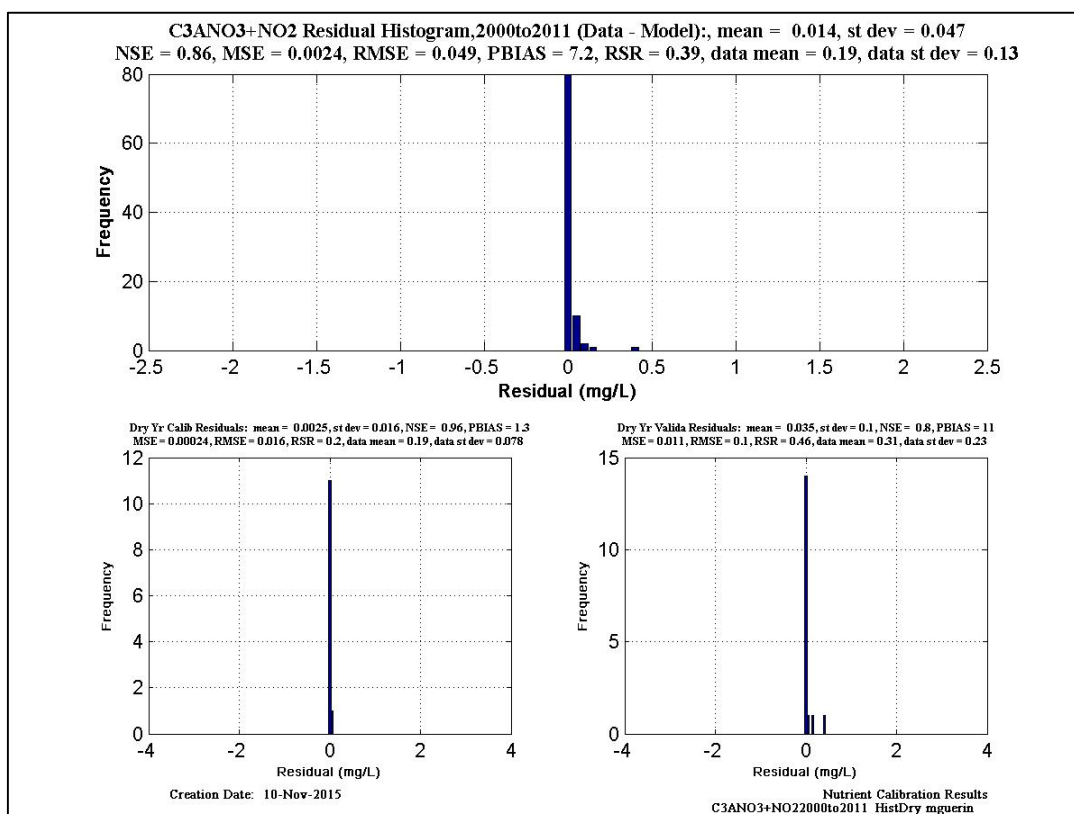 C3ANO3+NO2 Residual Histogram,2000to2011 (Data - Model):, mean = 0.014, st dev = 0.047
NSE = 0.86, MSE = 0.0024, RMSE = 0.049, PBIAS = 7.2, RSR = 0.39, data mean = 0.19, data st dev = 0.13
80
60
40
20
0
Frequency
-2.5 -2 -1.5 -1 -0.5 0 0.5 1 1.5 2 2.5
Residual (mg/L)
Dry Yr Calib Residuals: mean = 0.0025, st dev = 0.016, NSE = 0.96, PBIAS = 1.3
MSE = 0.00024, RMSE = 0.016, RSR = 0.2, data mean = 0.19, data st dev = 0.078
12
10
8
6
4
2
0
Frequency
-4 -2 0 2 4
Residual (mg/L)
Dry Yr Valida Residuals: mean = 0.035, st dev = 0.1, NSE = 0.8, PBIAS = 11
MSE = 0.011, RMSE = 0.1, RSR = 0.46, data mean = 0.31, data st dev = 0.23
15
10
5
0
Frequency
-4 -2 0 2 4
Residual (mg/L)
Creation Date: 10-Nov-2015
Nutrient Calibration Results
C3ANO3+NO22000to2011 HistDry mguerin